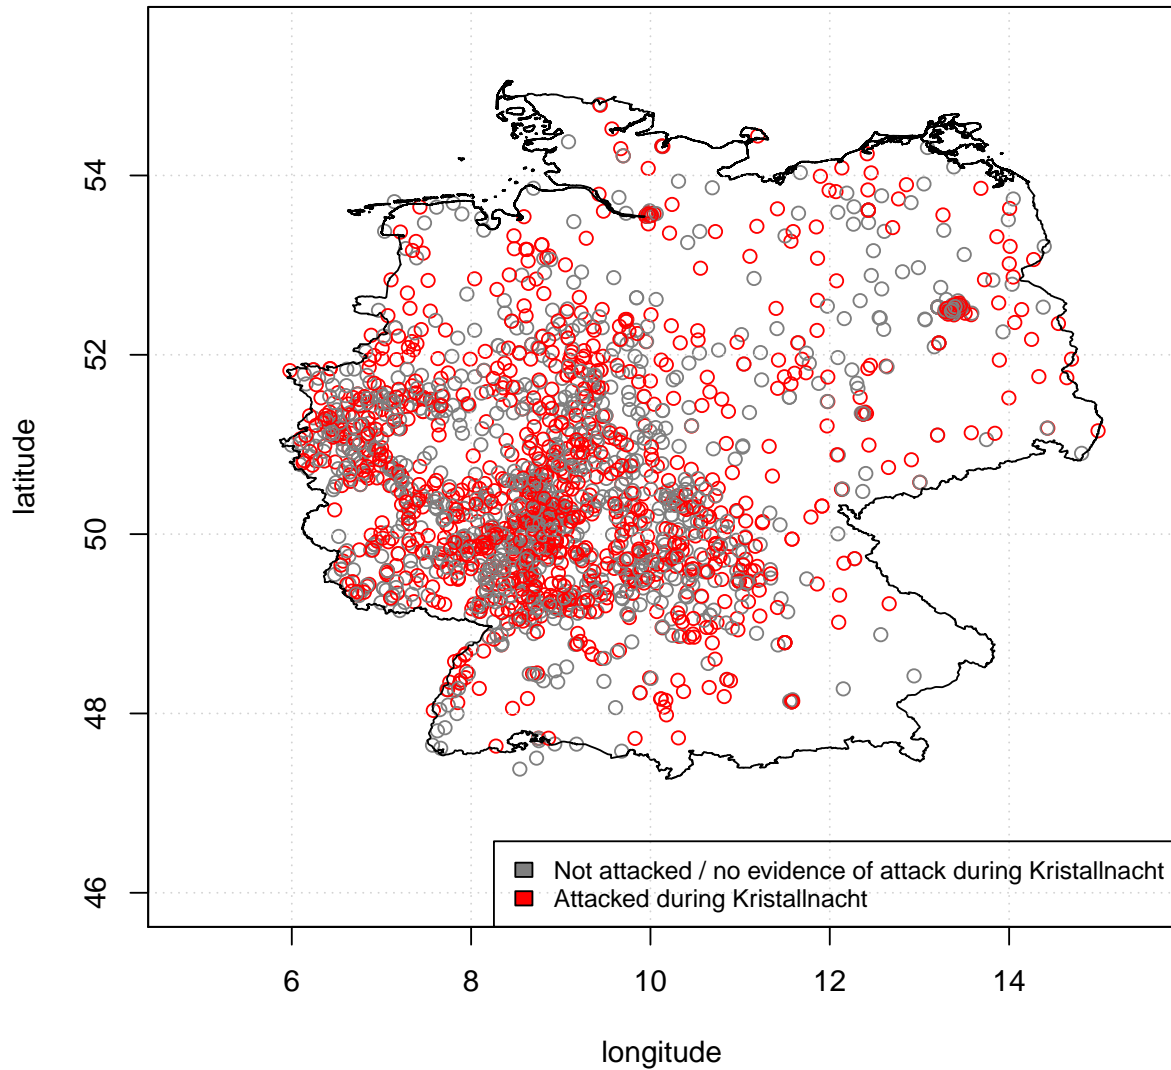 latitude
54
52
50
48
46
Not attacked / no evidence of attack during Kristallnacht
Attacked during Kristallnacht
6 8 10 12 14
longitude